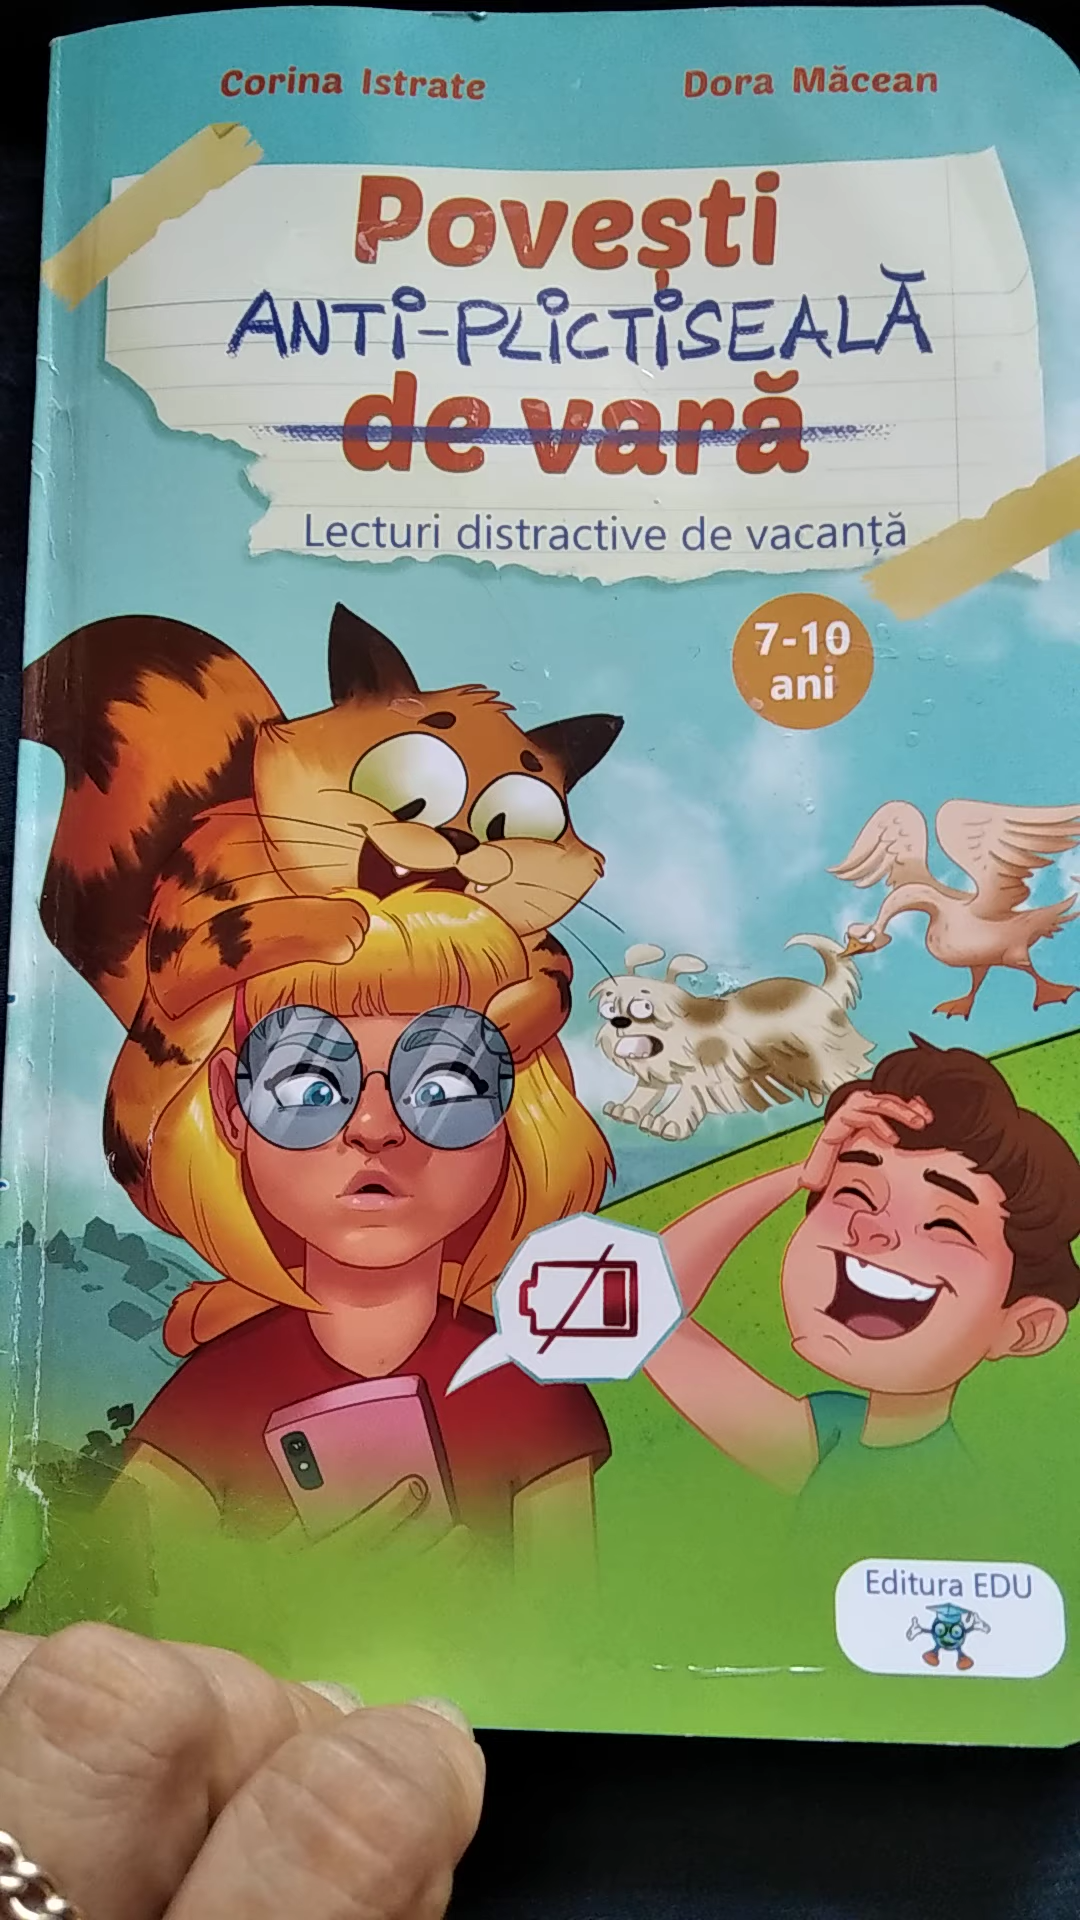 Corina Istrate
Dora Măcean
Povești
ANTI-PLICTISEALĂ
de vară
Lecturi distractive de vacanță
7-10
ani
Editura EDU